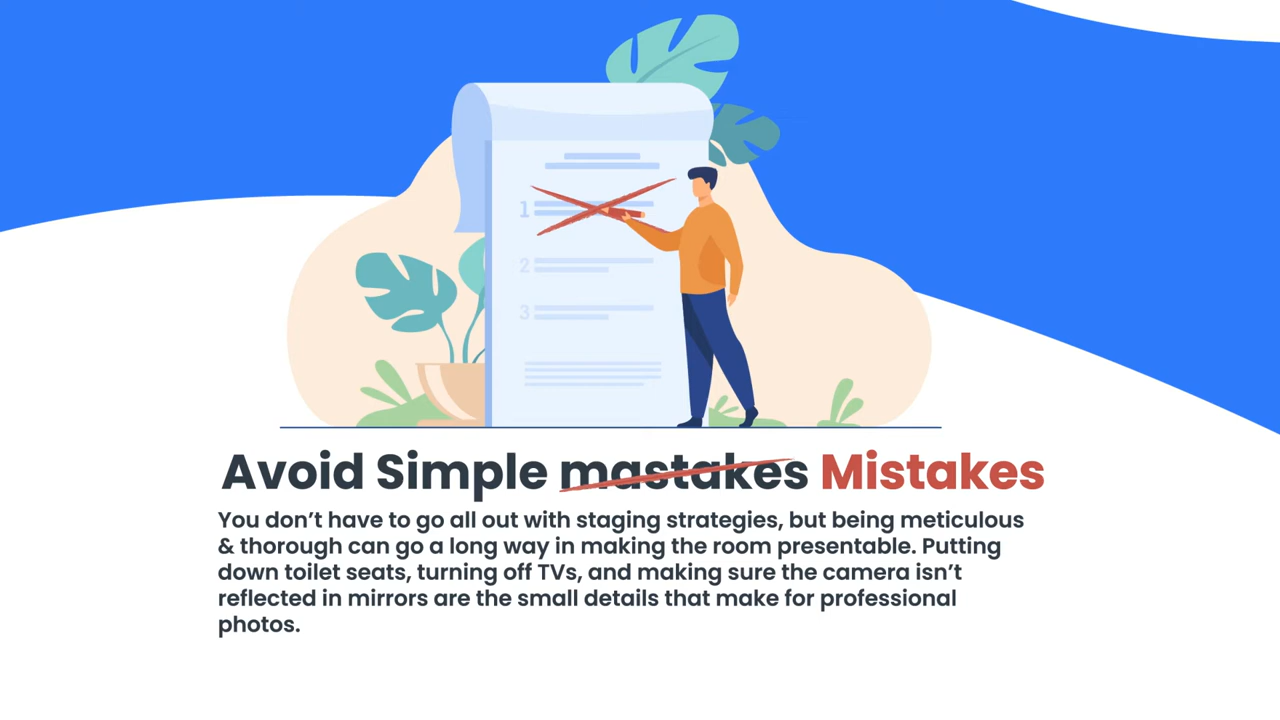 1
2
3
Avoid Simple mastakes Mistakes
You don’t have to go all out with staging strategies, but being meticulous
& thorough can go a long way in making the room presentable. Putting
down toilet seats, turning off TVs, and making sure the camera isn’t
reflected in mirrors are the small details that make for professional
photos.